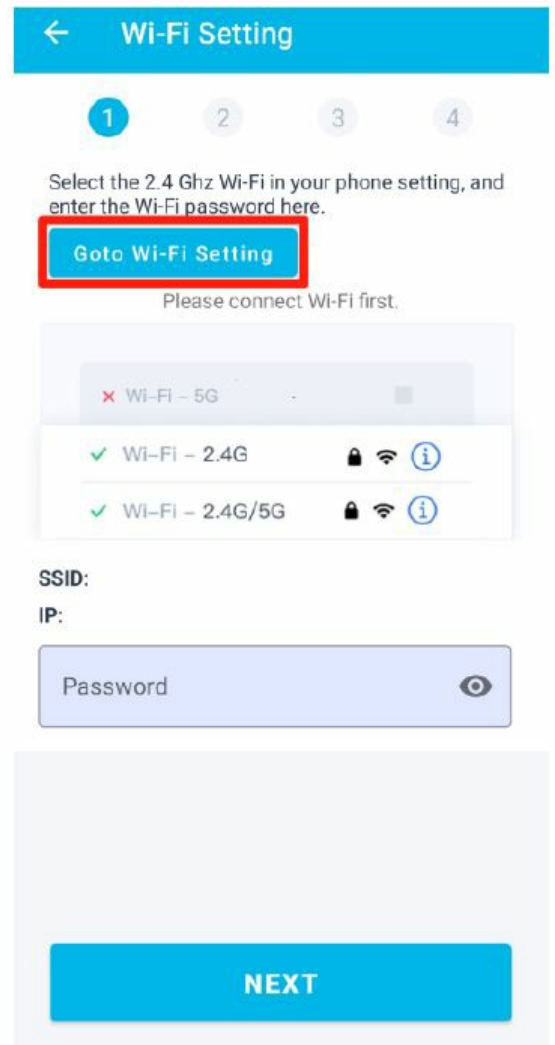 Wi-Fi Setting
1 2 3 4
Select the 2.4 Ghz Wi-Fi in your phone setting, and
enter the Wi-Fi password here.
Goto Wi-Fi Setting
Please connect Wi-Fi first.
Wi-Fi – 5G -
Wi-Fi – 2.4G
Wi-Fi – 2.4G/5G
SSID:
IP:
Password
NEXT